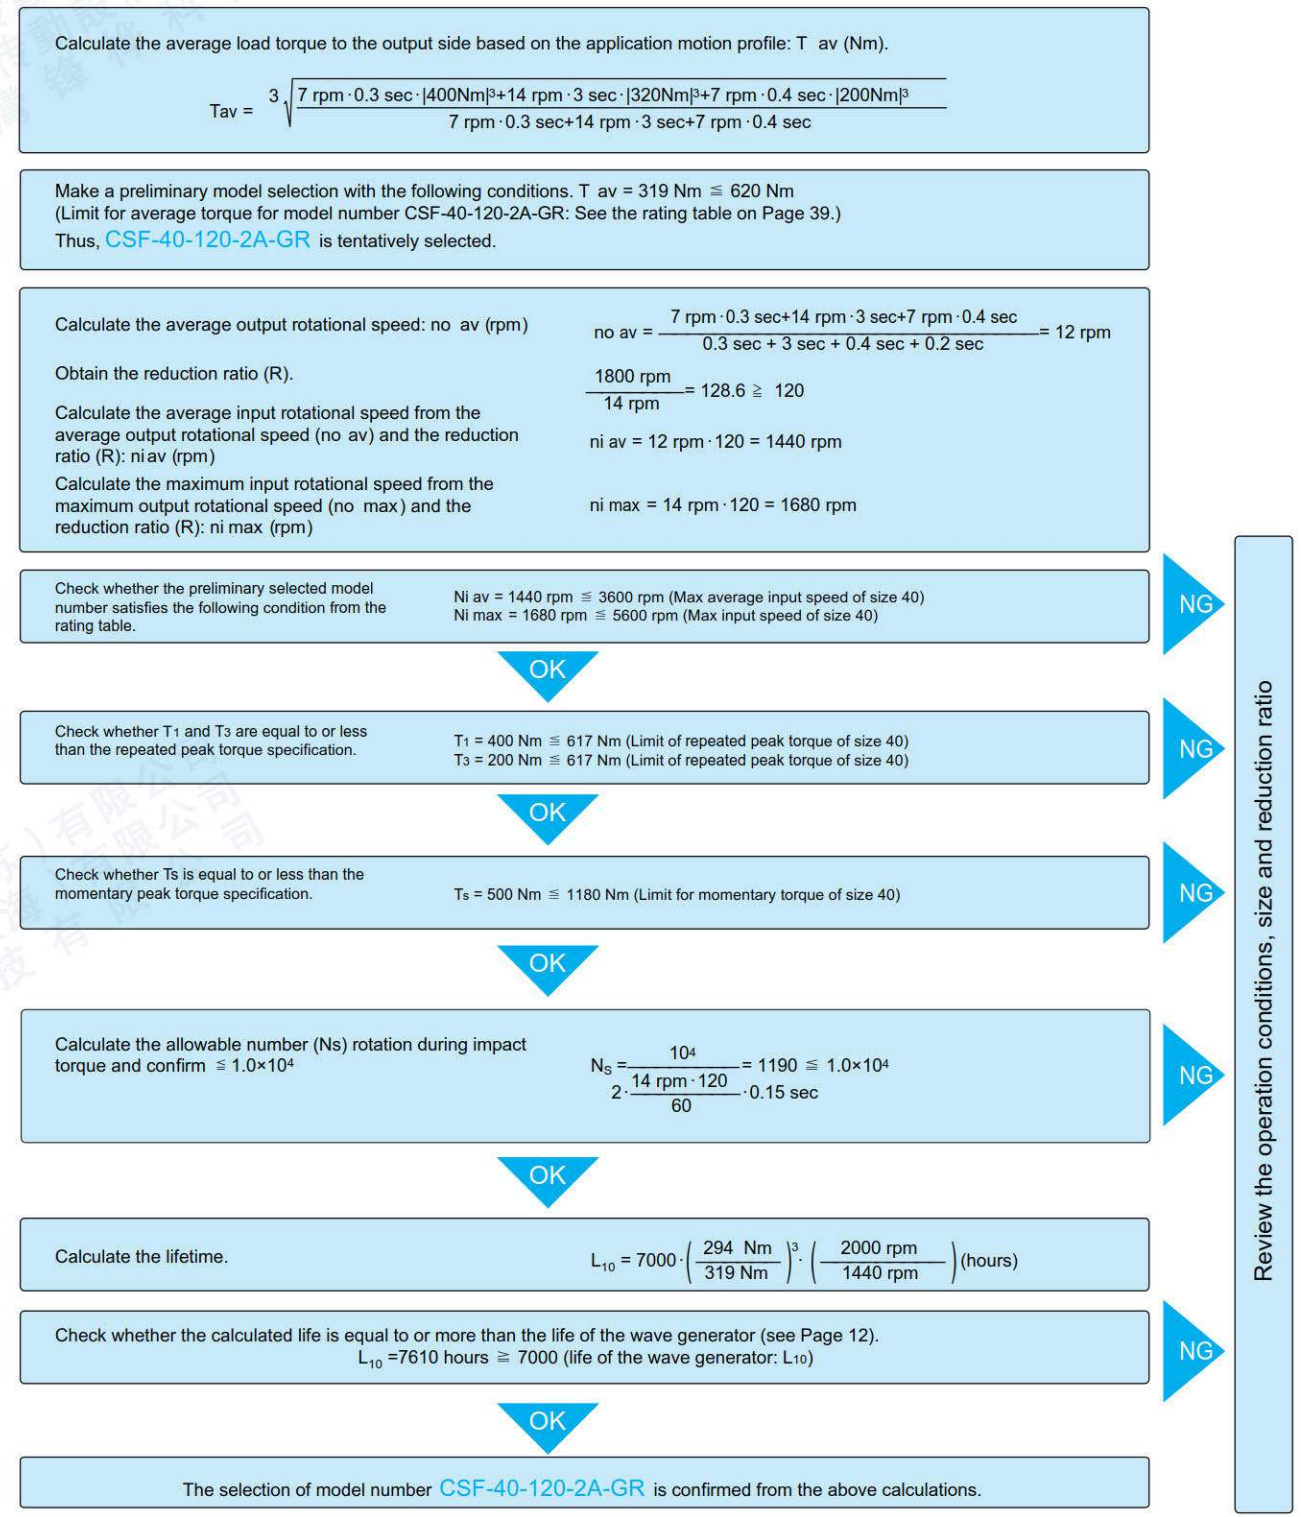 Calculate the average load torque to the output side based on the application motion profile: T av (Nm).
Tav = 3√ 7 rpm·0.3 sec·|400Nm|³+14 rpm·3 sec·|320Nm|³+7 rpm·0.4 sec·|200Nm|³
7 rpm·0.3 sec+14 rpm·3 sec+7 rpm·0.4 sec
Make a preliminary model selection with the following conditions. T av = 319 Nm ≦ 620 Nm
(Limit for average torque for model number CSF-40-120-2A-GR: See the rating table on Page 39.)
Thus, CSF-40-120-2A-GR is tentatively selected.
Calculate the average output rotational speed: no av (rpm)
no av = 7 rpm·0.3 sec+14 rpm·3 sec+7 rpm·0.4 sec
0.3 sec + 3 sec + 0.4 sec + 0.2 sec
= 12 rpm
Obtain the reduction ratio (R).
1800 rpm
14 rpm
= 128.6 ≧ 120
Calculate the average input rotational speed from the
average output rotational speed (no av) and the reduction
ratio (R): ni av (rpm)
ni av = 12 rpm·120 = 1440 rpm
Calculate the maximum input rotational speed from the
maximum output rotational speed (no max) and the
reduction ratio (R): ni max (rpm)
ni max = 14 rpm·120 = 1680 rpm
Check whether the preliminary selected model
number satisfies the following condition from the
rating table.
Ni av = 1440 rpm ≦ 3600 rpm (Max average input speed of size 40)
Ni max = 1680 rpm ≦ 5600 rpm (Max input speed of size 40)
NG
OK
Check whether T1 and T3 are equal to or less
than the repeated peak torque specification.
T1 = 400 Nm ≦ 617 Nm (Limit of repeated peak torque of size 40)
T3 = 200 Nm ≦ 617 Nm (Limit of repeated peak torque of size 40)
NG
OK
Check whether Ts is equal to or less than the
momentary peak torque specification.
Ts = 500 Nm ≦ 1180 Nm (Limit for momentary torque of size 40)
NG
OK
Calculate the allowable number (Ns) rotation during impact
torque and confirm ≦ 1.0×10⁴
NS = 10⁴
2· 14 rpm·120
60
·0.15 sec
= 1190 ≦ 1.0×10⁴
NG
OK
Calculate the lifetime.
L10 = 7000·( 294 Nm
319 Nm
)³·( 2000 rpm
1440 rpm
) (hours)
Check whether the calculated life is equal to or more than the life of the wave generator (see Page 12).
L10 =7610 hours ≧ 7000 (life of the wave generator: L10)
NG
OK
The selection of model number CSF-40-120-2A-GR is confirmed from the above calculations.
Review the operation conditions, size and reduction ratio